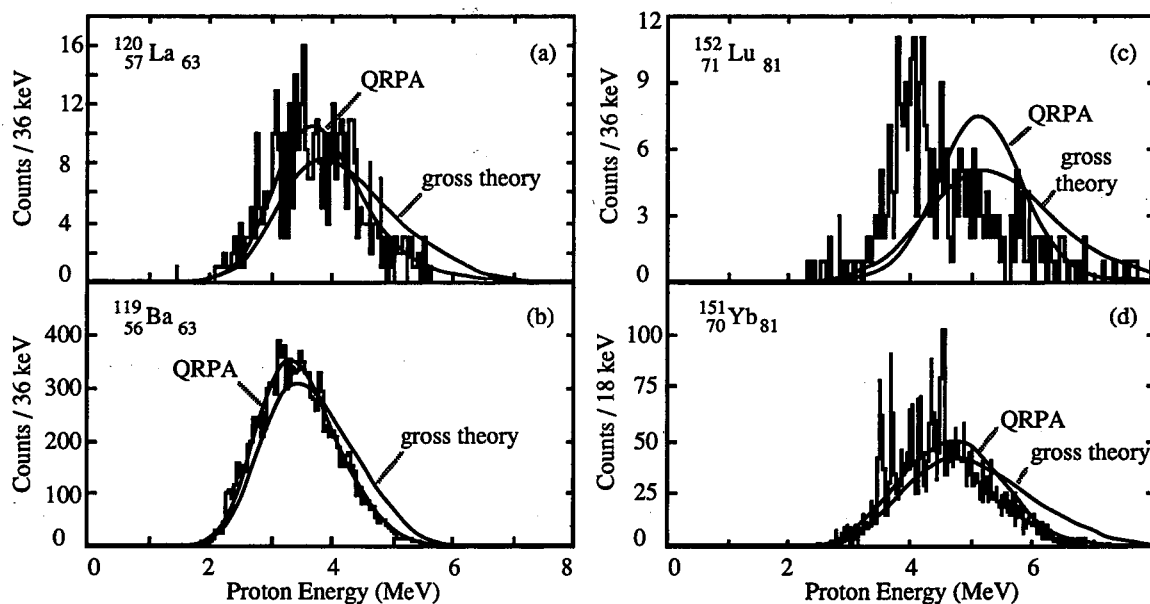 Counts / 36 keV
16
12
8
4
0
120
57 La 63
(a)
QRPA
gross theory
Counts / 36 keV
12
9
6
3
0
152
71 Lu 81
(c)
QRPA
gross
theory
Counts / 36 keV
400
300
200
100
0
119
56 Ba 63
(b)
QRPA
gross theory
0 2 4 6 8
Proton Energy (MeV)
Counts / 18 keV
100
75
50
25
0
151
70 Yb 81
(d)
QRPA
gross theory
0 2 4 6
Proton Energy (MeV)